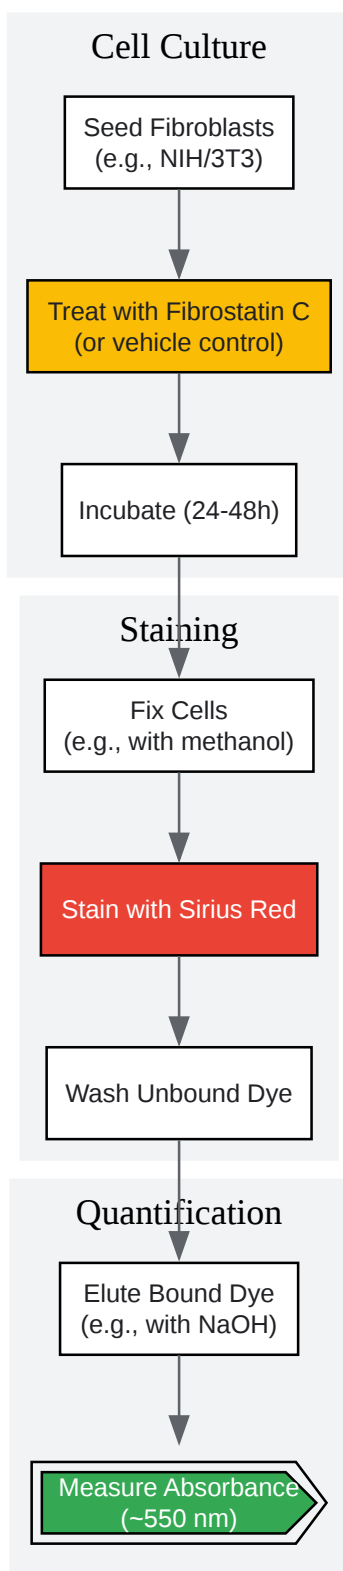 Cell Culture
Seed Fibroblasts
(e.g., NIH/3T3)
Treat with Fibrostatin C
(or vehicle control)
Incubate (24-48h)
Staining
Fix Cells
(e.g., with methanol)
Stain with Sirius Red
Wash Unbound Dye
Quantification
Elute Bound Dye
(e.g., with NaOH)
Measure Absorbance
(~550 nm)